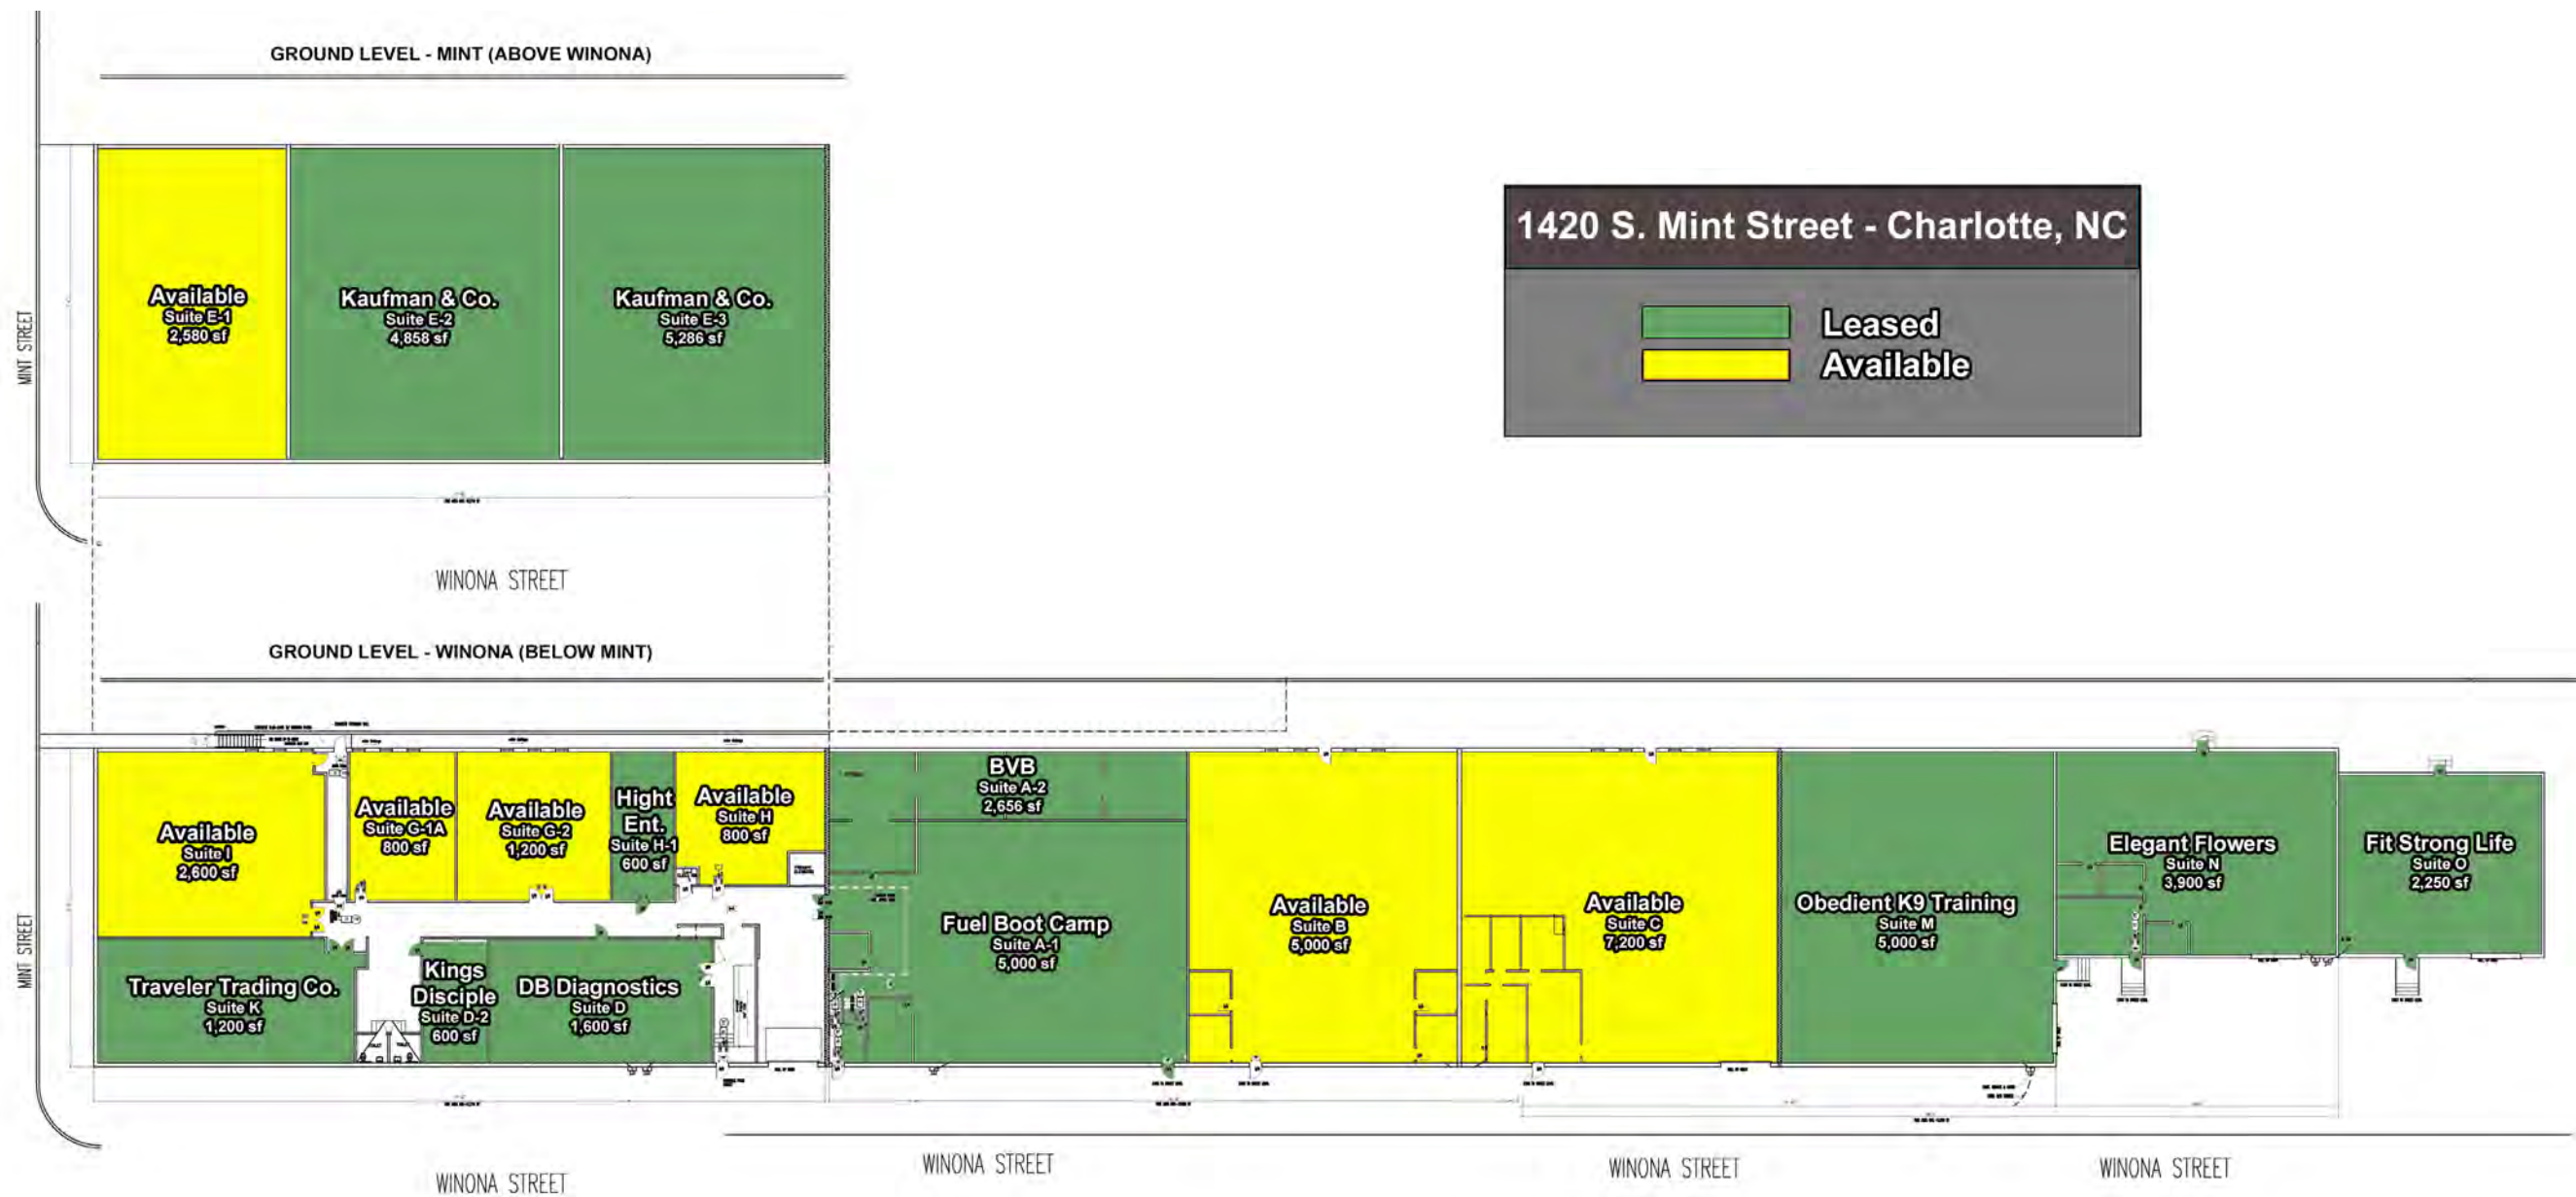 GROUND LEVEL - MINT (ABOVE WINONA)
MINT STREET
Available
Suite E-1
2,580 sf
Kaufman & Co.
Suite E-2
4,858 sf
Kaufman & Co.
Suite E-3
5,286 sf
1420 S. Mint Street - Charlotte, NC
Leased
Available
WINONA STREET
GROUND LEVEL - WINONA (BELOW MINT)
MINT STREET
Available
Suite I
2,600 sf
Available
Suite G-1A
800 sf
Available
Suite G-2
1,200 sf
Hight
Ent.
Suite H-1
600 sf
Available
Suite H
800 sf
BVB
Suite A-2
2,656 sf
Fuel Boot Camp
Suite A-1
5,000 sf
Available
Suite B
5,000 sf
Available
Suite C
7,200 sf
Obedient K9 Training
Suite M
5,000 sf
Elegant Flowers
Suite N
3,900 sf
Fit Strong Life
Suite O
2,250 sf
Traveler Trading Co.
Suite K
1,200 sf
Kings
Disciple
Suite D-2
600 sf
DB Diagnostics
Suite D
1,600 sf
TOILET
TOILET
WINONA STREET
WINONA STREET
WINONA STREET
WINONA STREET